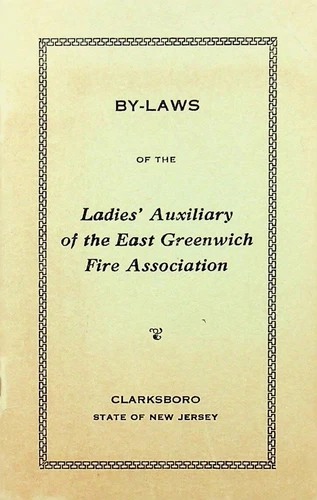 BY-LAWS
OF THE
Ladies' Auxiliary
of the East Greenwich
Fire Association
CLARKSBORO
STATE OF NEW JERSEY